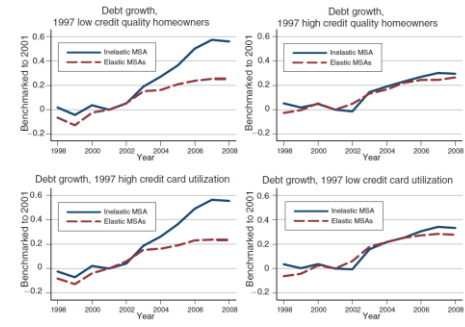 Debt growth,
1997 low credit quality homeowners
Benchmarked to 2001
0.6
0.4
0.2
0
−0.2
Inelastic MSA
Elastic MSAs
1998 2000 2002 2004 2006 2008
Year
Debt growth,
1997 high credit quality homeowners
Benchmarked to 2001
0.6
0.4
0.2
0
−0.2
Inelastic MSA
Elastic MSAs
1998 2000 2002 2004 2006 2008
Year
Debt growth, 1997 high credit card utilization
Benchmarked to 2001
0.6
0.4
0.2
0
−0.2
Inelastic MSA
Elastic MSAs
1998 2000 2002 2004 2006 2008
Year
Debt growth, 1997 low credit card utilization
Benchmarked to 2001
0.6
0.4
0.2
0
−0.2
Inelastic MSA
Elastic MSAs
1998 2000 2002 2004 2006 2008
Year